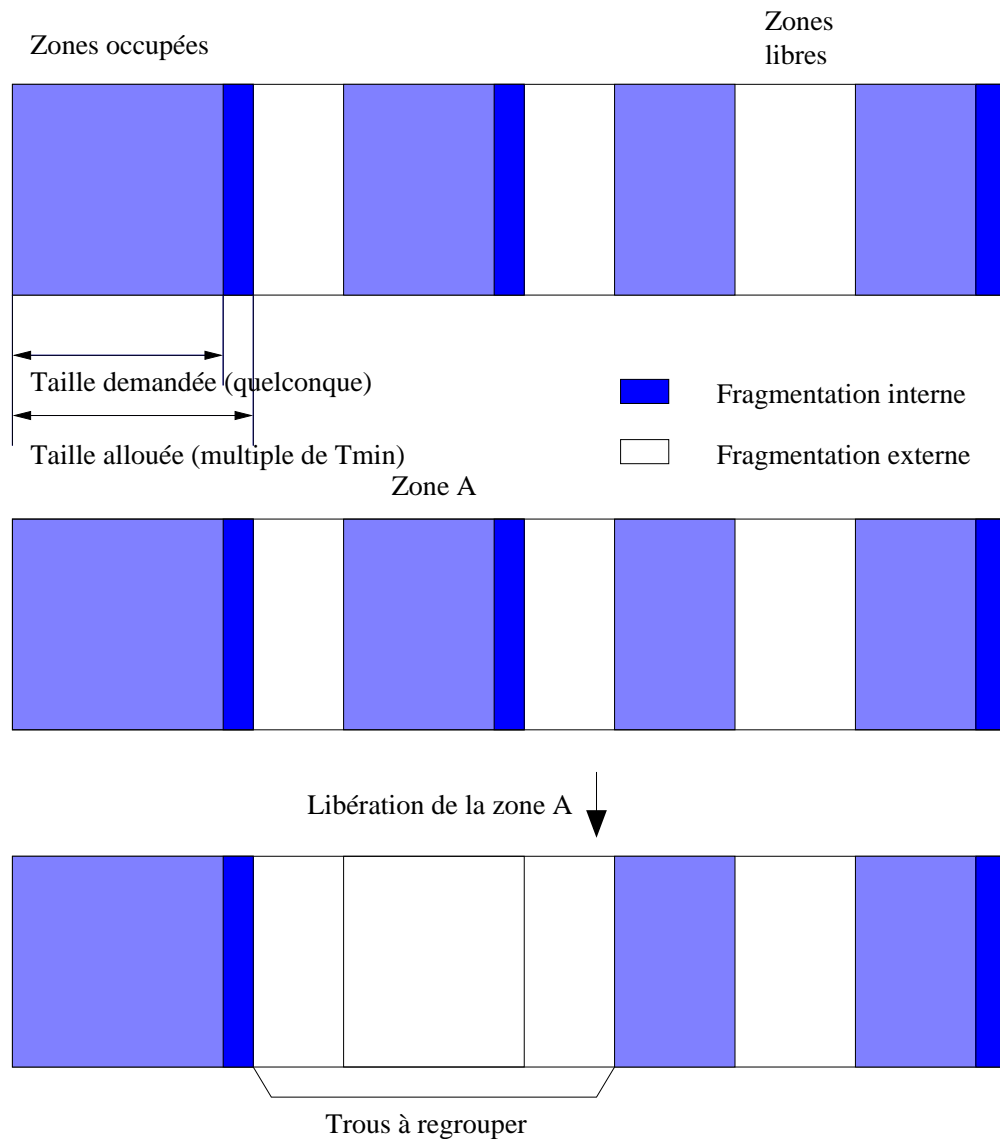 Zones occupées
Zones
libres
Taille demandée (quelconque)
Taille allouée (multiple de Tmin)
Fragmentation interne
Fragmentation externe
Zone A
Libération de la zone A
Trous à regrouper